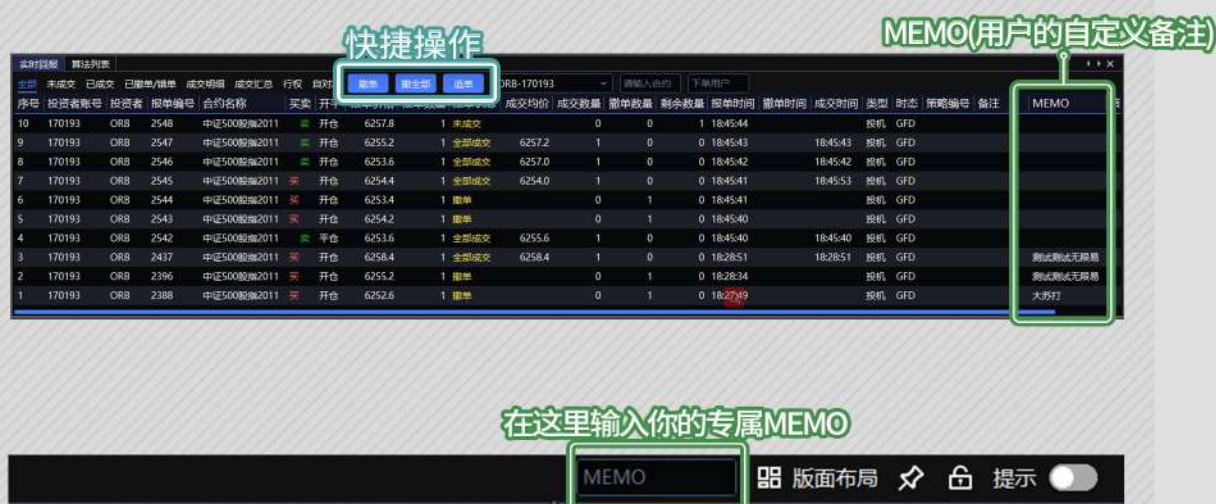 MEMO(用户的自定义备注)
快捷操作
实时回报 算法列表
全部 未成交 已成交 已撤单/错单 成交明细 成交汇总 行权 自对 撤单 撤全部 追单 ORB-170193 请输入合约 下单用户
序号 投资者账号 投资者 报单编号 合约名称 买卖 开平 成交均价 成交数量 撤单数量 剩余数量 报单时间 撤单时间 成交时间 类型 时态 策略编号 备注 MEMO
10 170193 ORB 2548 中证500股指2011 卖 开仓 6257.8 1 未成交 0 0 1 18:45:44 投机 GFD
9 170193 ORB 2547 中证500股指2011 卖 开仓 6255.2 1 全部成交 6257.2 1 0 0 18:45:43 18:45:43 投机 GFD
8 170193 ORB 2546 中证500股指2011 卖 开仓 6253.6 1 全部成交 6257.0 1 0 0 18:45:42 18:45:42 投机 GFD
7 170193 ORB 2545 中证500股指2011 买 开仓 6254.4 1 全部成交 6254.0 1 0 0 18:45:41 18:45:53 投机 GFD
6 170193 ORB 2544 中证500股指2011 买 开仓 6253.4 1 撤单 0 1 0 18:45:41 投机 GFD
5 170193 ORB 2543 中证500股指2011 买 开仓 6254.2 1 撤单 0 1 0 18:45:40 投机 GFD
4 170193 ORB 2542 中证500股指2011 卖 平仓 6253.6 1 全部成交 6255.6 1 0 0 18:45:40 18:45:40 投机 GFD
3 170193 ORB 2437 中证500股指2011 买 开仓 6258.4 1 全部成交 6258.4 1 0 0 18:28:51 18:28:51 投机 GFD 测试测试无限易
2 170193 ORB 2396 中证500股指2011 买 开仓 6255.2 1 撤单 0 1 0 18:28:34 投机 GFD 测试测试无限易
1 170193 ORB 2388 中证500股指2011 买 开仓 6252.6 1 撤单 0 1 0 18:27:49 投机 GFD 大苏打
在这里输入你的专属MEMO
MEMO 版面布局 提示